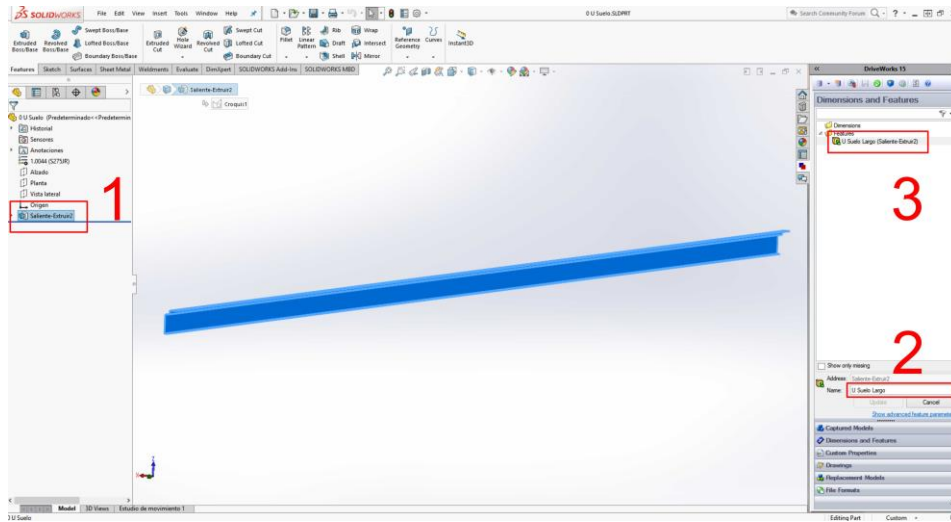 SOLIDWORKS File Edit View Insert Tools Window Help
0 U Suelo.SLDPRT
Search Community Forum
Extruded Boss/Base
Revolved Boss/Base
Swept Boss/Base
Lofted Boss/Base
Boundary Boss/Base
Extruded Cut
Hole Wizard
Revolved Cut
Swept Cut
Lofted Cut
Boundary Cut
Fillet
Linear Pattern
Rib
Draft
Shell
Wrap
Intersect
Mirror
Reference Geometry
Curves
Instant3D
Features Sketch Surfaces Sheet Metal Weldments Evaluate DimXpert SOLIDWORKS Add-Ins SOLIDWORKS MBD
0 U Suelo (Predeterminado<<Predetermin
Historial
Sensores
Anotaciones
1.0044 (S275JR)
Alzado
Planta
Vista lateral
Origen
Saliente-Extruir2
1
Saliente-Extruir2
Croquis1
DriveWorks 15
Dimensions and Features
Dimensions
Features
U Suelo Largo (Saliente-Extruir2)
3
2
Show only missing
Address Saliente-Extruir2
Name: U Suelo Largo
Update Cancel
Show advanced feature paramete
Captured Models
Dimensions and Features
Custom Properties
Drawings
Replacement Models
File Formats
Model 3D Views Estudio de movimiento 1
0 U Suelo
Editing Part Custom